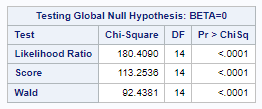 Testing Global Null Hypothesis: BETA=0
Test Chi-Square DF Pr > ChiSq
Likelihood Ratio 180.4090 14 <.0001
Score 113.2536 14 <.0001
Wald 92.4381 14 <.0001